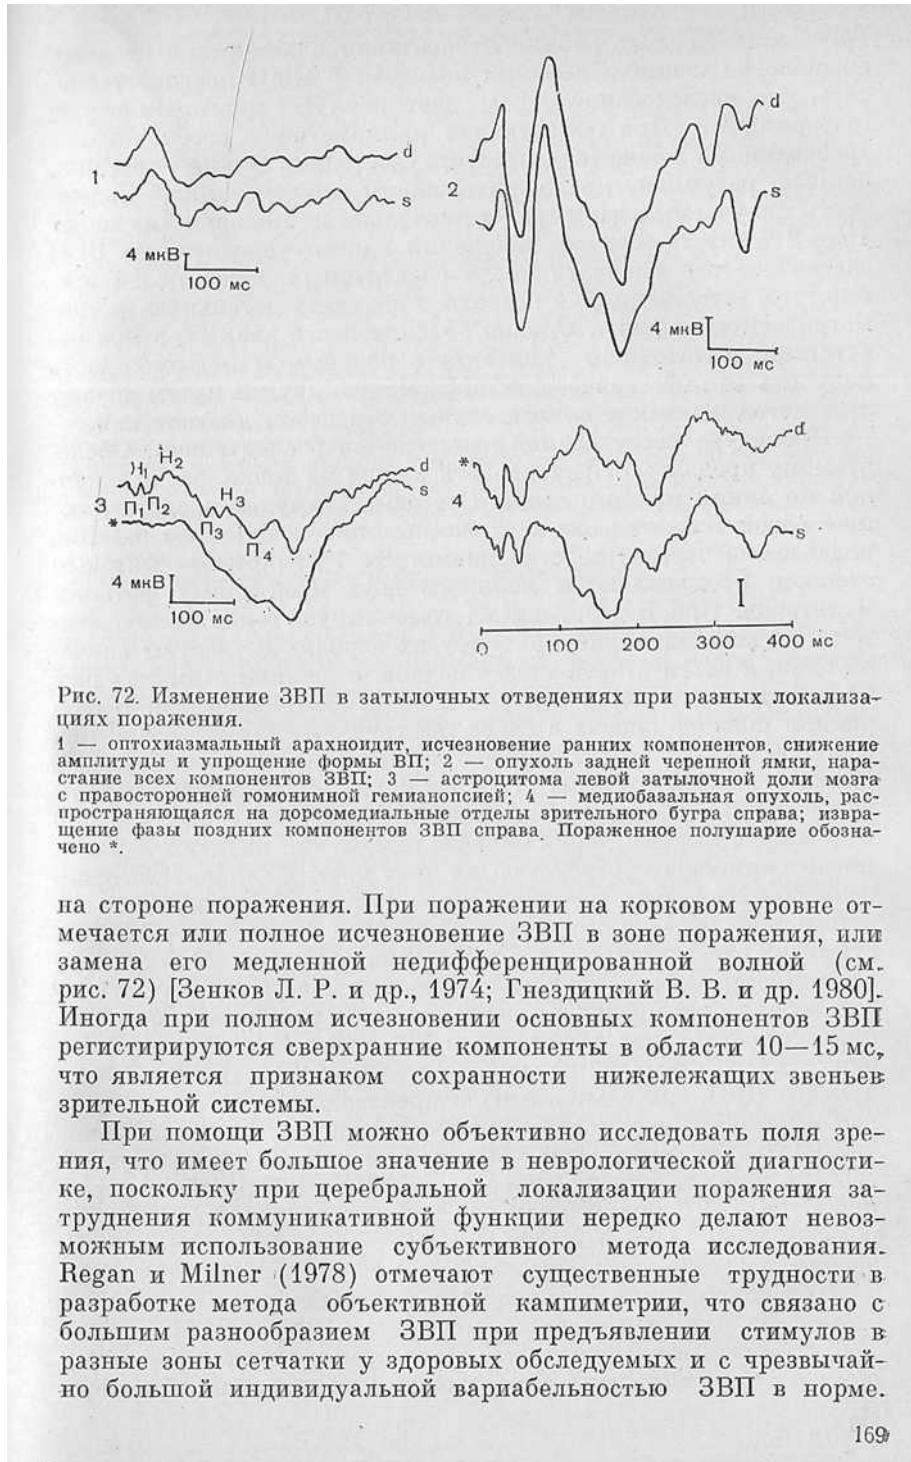 1
d
s
4 мкВ
100 мс
2
d
s
4 мкВ
100 мс
3
Н1
Н2
П1
П2
П3
Н3
П4
d
s
*
4 мкВ
100 мс
4
*
d
s
0 100 200 300 400 мс
Рис. 72. Изменение ЗВП в затылочных отведениях при разных локализа-
циях поражения.
1 — оптохиазмальный арахноидит, исчезновение ранних компонентов, снижение
амплитуды и упрощение формы ВП; 2 — опухоль задней черепной ямки, нара-
стание всех компонентов ЗВП; 3 — астроцитома левой затылочной доли мозга
с правосторонней гомонимной гемианопсией; 4 — медиобазальная опухоль, рас-
пространяющаяся на дорсомедиальные отделы зрительного бугра справа; извра-
щение фазы поздних компонентов ЗВП справа. Пораженное полушарие обозна-
чено *.
на стороне поражения. При поражении на корковом уровне от-
мечается или полное исчезновение ЗВП в зоне поражения, или
замена его медленной недифференцированной волной (см.
рис. 72) [Зенков Л. Р. и др., 1974; Гнездицкий В. В. и др. 1980].
Иногда при полном исчезновении основных компонентов ЗВП
регистирируются сверхранние компоненты в области 10—15 мс,
что является признаком сохранности нижележащих звеньев
зрительной системы.
При помощи ЗВП можно объективно исследовать поля зре-
ния, что имеет большое значение в неврологической диагности-
ке, поскольку при церебральной локализации поражения за-
труднения коммуникативной функции нередко делают невоз-
можным использование субъективного метода исследования.
Regan и Milner (1978) отмечают существенные трудности в
разработке метода объективной кампиметрии, что связано с
большим разнообразием ЗВП при предъявлении стимулов в
разные зоны сетчатки у здоровых обследуемых и с чрезвычай-
но большой индивидуальной вариабельностью ЗВП в норме.
169